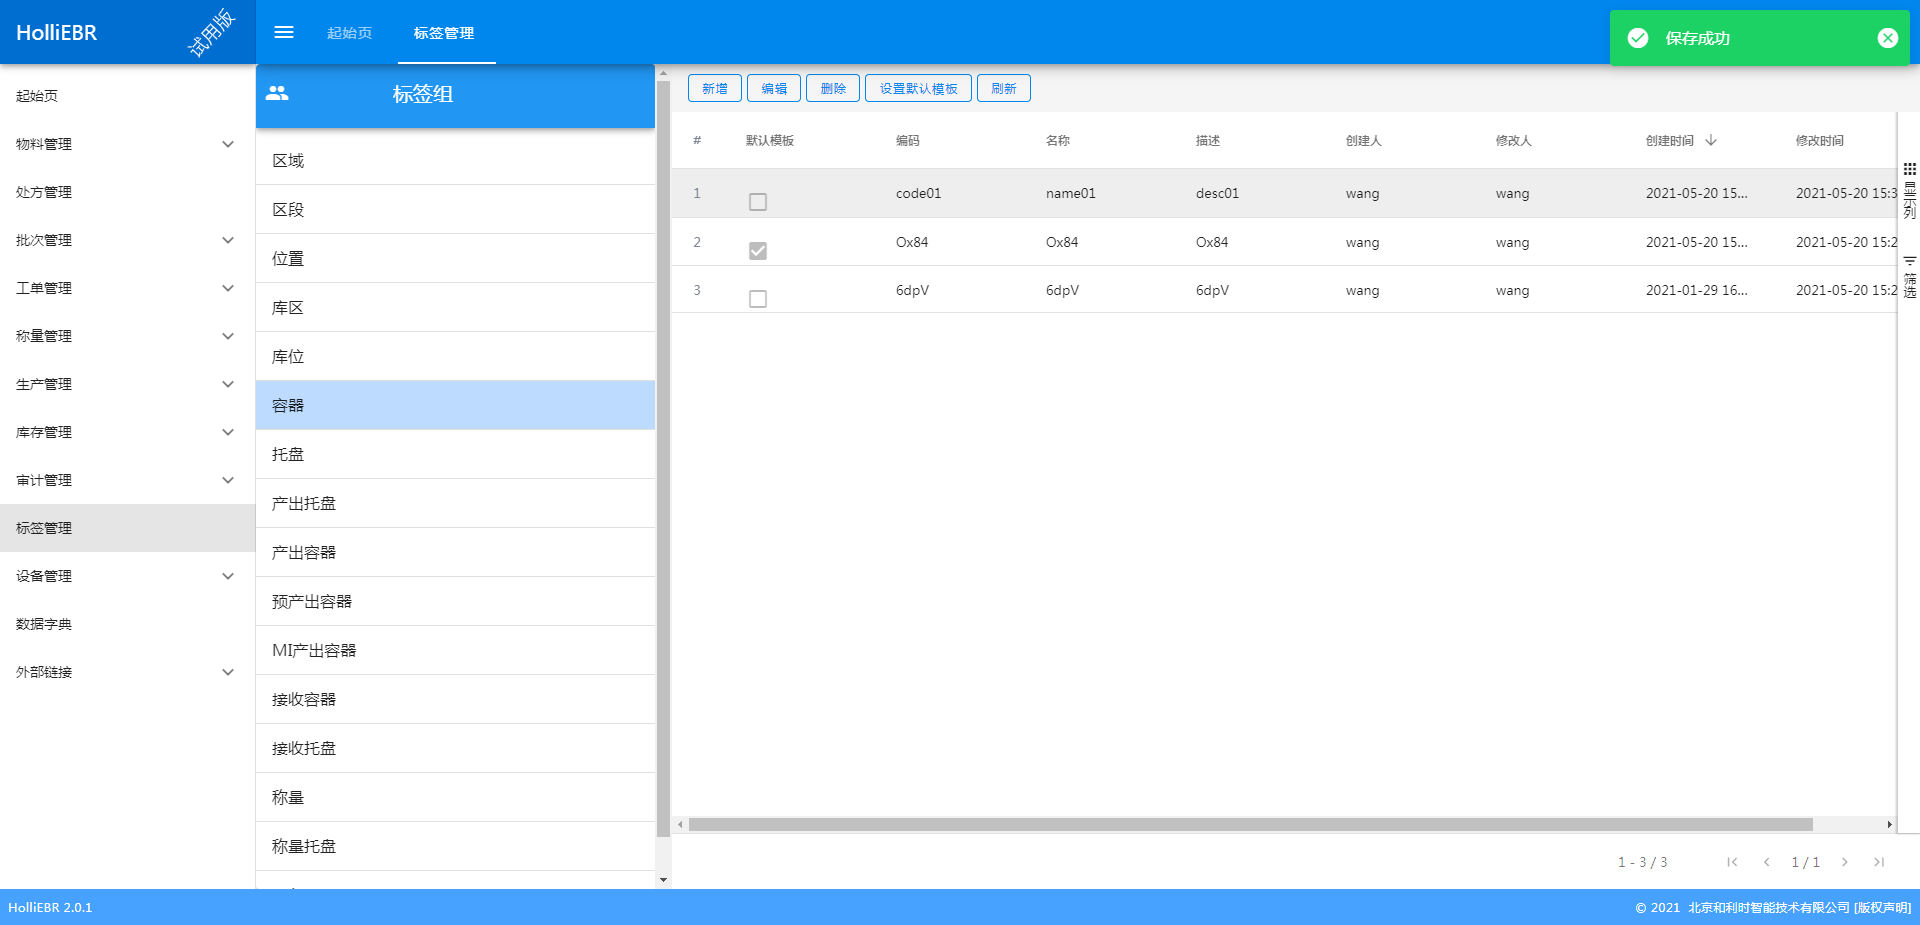 HolliEBR 试用版 起始页 标签管理 保存成功
起始页
物料管理
处方管理
批次管理
工单管理
称量管理
生产管理
库存管理
审计管理
标签管理
设备管理
数据字典
外部链接
标签组
区域
区段
位置
库区
库位
容器
托盘
产出托盘
产出容器
预产出容器
MI产出容器
接收容器
接收托盘
称量
称量托盘
新增 编辑 删除 设置默认模板 刷新
# 默认模板 编码 名称 描述 创建人 修改人 创建时间 修改时间
1 code01 name01 desc01 wang wang 2021-05-20 15... 2021-05-20 15:3
2 Ox84 Ox84 Ox84 wang wang 2021-05-20 15... 2021-05-20 15:2
3 6dpV 6dpV 6dpV wang wang 2021-01-29 16... 2021-05-20 15:2
显示列
筛选
1 - 3 / 3 1 / 1
HolliEBR 2.0.1 © 2021 北京和利时智能技术有限公司 [版权声明]